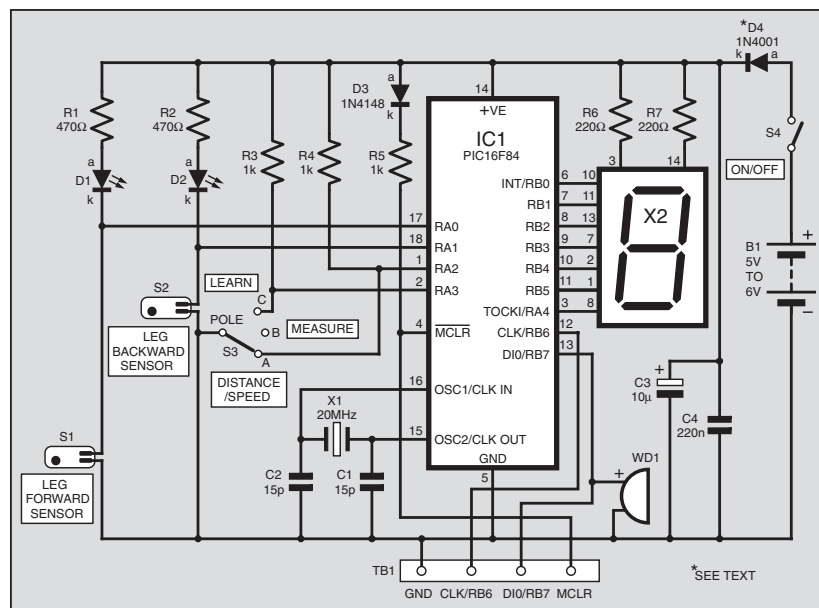 *D4
1N4001
k a
R1
470Ω
R2
470Ω
a
D3
1N4148
k
14
+VE
IC1
PIC16F84
R6
220Ω
R7
220Ω
S4
ON/OFF
a
D1
k
a
D2
k
R3
1k
R4
1k
R5
1k
3
14
X2
17
RA0
18
RA1
1
RA2
2
RA3
4
MCLR
16
OSC1/CLK IN
15
OSC2/CLK OUT
GND
5
INT/RB0
6
10
RB1
7
11
RB2
8
13
RB3
9
7
RB4
10
2
RB5
11
1
TOCKI/RA4
3
8
CLK/RB6
12
DI0/RB7
13
B1
5V
TO
6V
+
−
S2
LEG
BACKWARD
SENSOR
LEARN
C
POLE
B
MEASURE
S3
A
DISTANCE
/SPEED
X1
20MHz
S1
LEG
FORWARD
SENSOR
C2
15p
C1
15p
+
C3
10μ
C4
220n
WD1
+
TB1
GND CLK/RB6 DI0/RB7 MCLR
*SEE TEXT